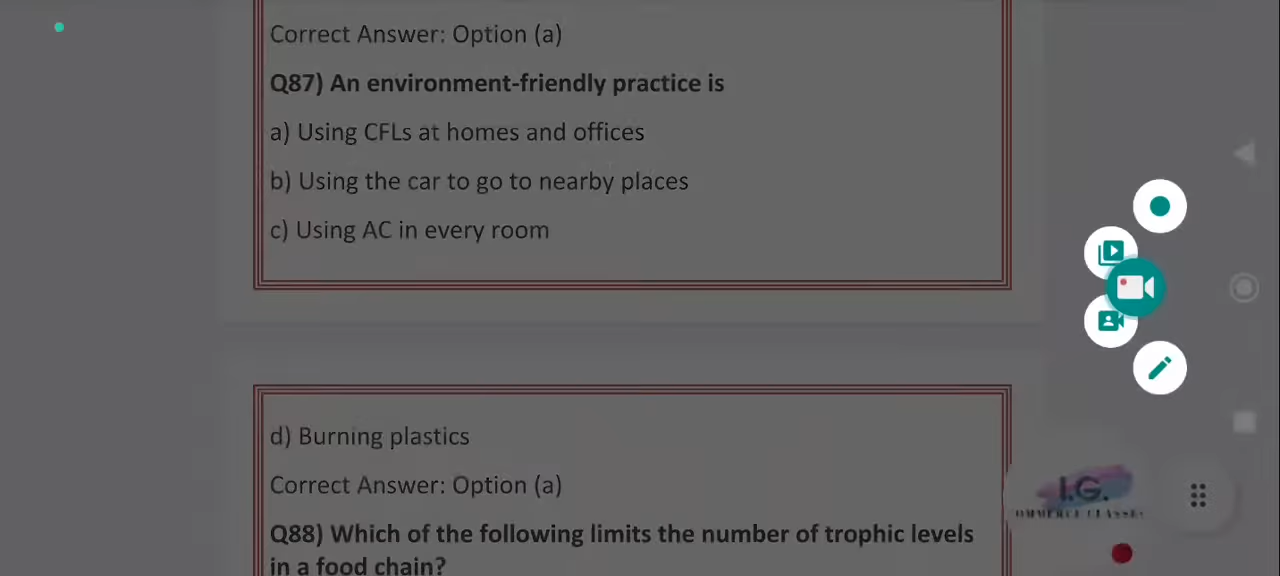 Correct Answer: Option (a)
Q87) An environment-friendly practice is
a) Using CFLs at homes and offices
b) Using the car to go to nearby places
c) Using AC in every room
d) Burning plastics
Correct Answer: Option (a)
Q88) Which of the following limits the number of trophic levels
in a food chain?
I.G.
OMMERCE CLASSES